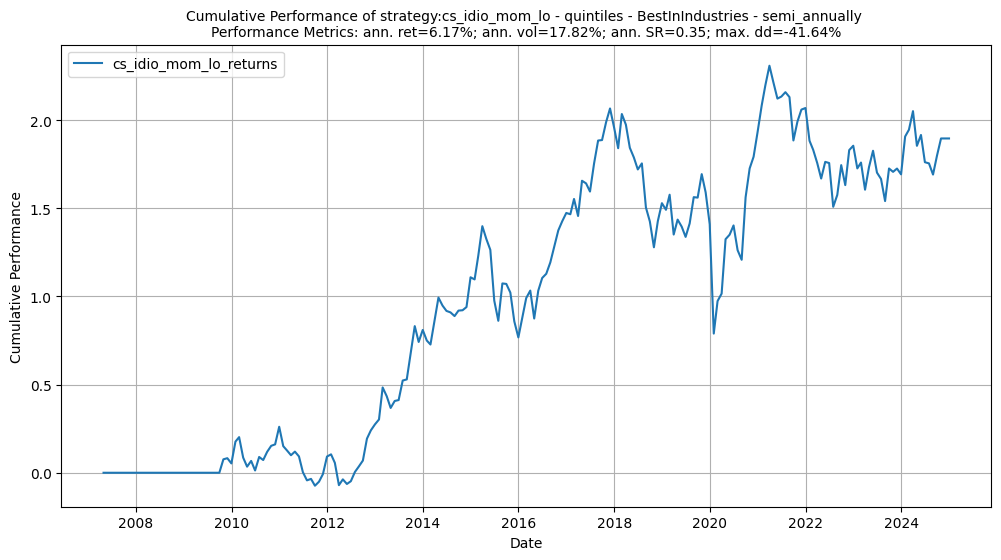 Cumulative Performance of strategy:cs_idio_mom_lo - quintiles - BestInIndustries - semi_annually
Performance Metrics: ann. ret=6.17%; ann. vol=17.82%; ann. SR=0.35; max. dd=-41.64%
cs_idio_mom_lo_returns
Cumulative Performance
2.0
1.5
1.0
0.5
0.0
2008 2010 2012 2014 2016 2018 2020 2022 2024
Date